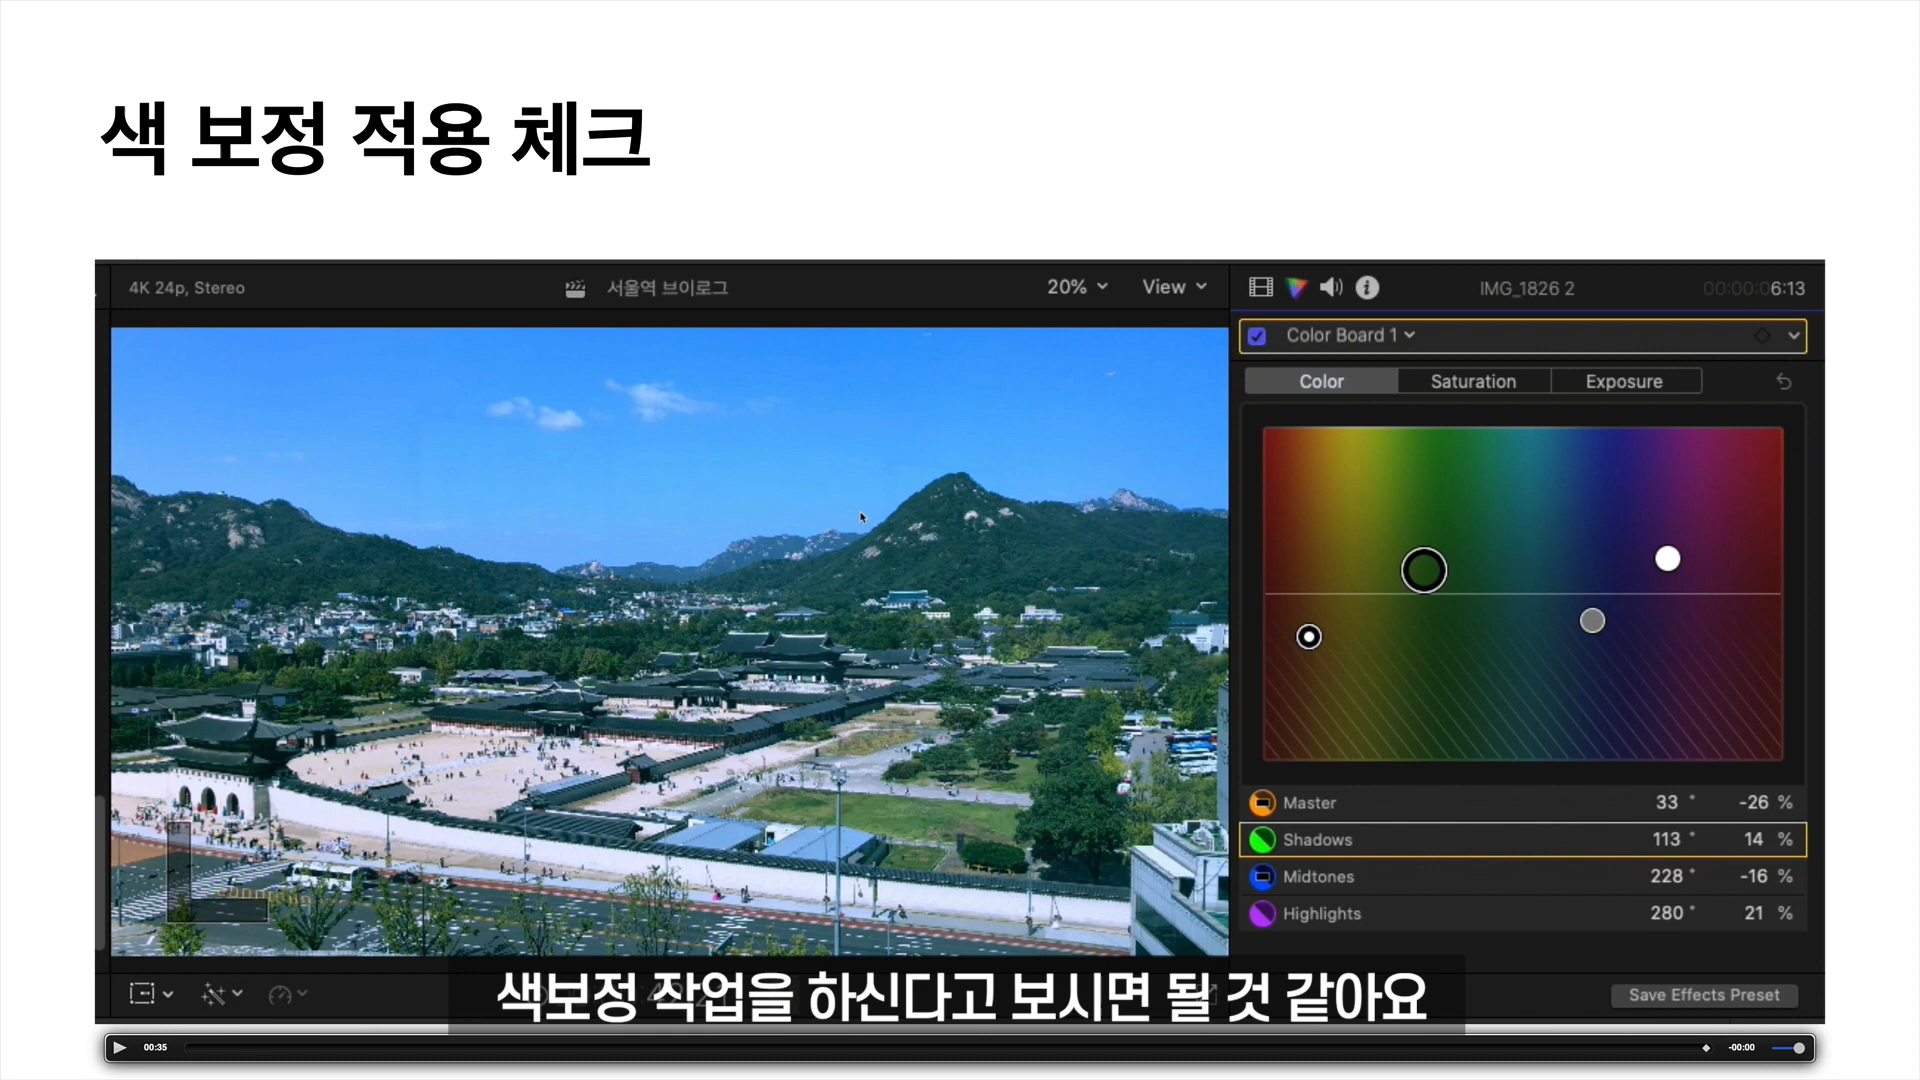 색 보정 적용 체크
4K 24p, Stereo
서울역 브이로그
20%
View
IMG_1826 2
00:00:06:13
Color Board 1
Color
Saturation
Exposure
Master 33 ° -26 %
Shadows 113 ° 14 %
Midtones 228 ° -16 %
Highlights 280 ° 21 %
색보정 작업을 하신다고 보시면 될 것 같아요
Save Effects Preset
00:35
-00:00